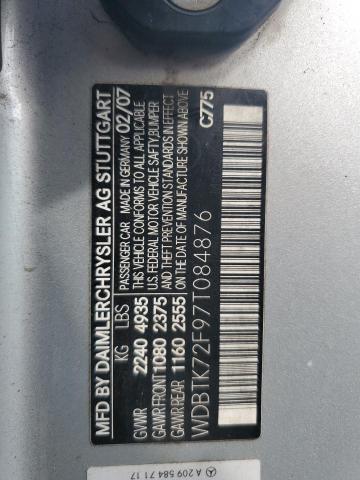 MFD BY DAIMLERCHRYSLER AG STUTTGART
PASSENGER CAR MADE IN GERMANY 02/07
KG LBS
GVWR 2240 4935
GAWR FRONT 1080 2375
GAWR REAR 1160 2555
THIS VEHICLE CONFORMS TO ALL APPLICABLE
U.S. FEDERAL MOTOR VEHICLE SAFTY, BUMPER
AND THEFT PREVENTION STANDARDS IN EFFECT
ON THE DATE OF MANUFACTURE SHOWN ABOVE
WDBTK72F97T084876
C775
A 209 584 71 17